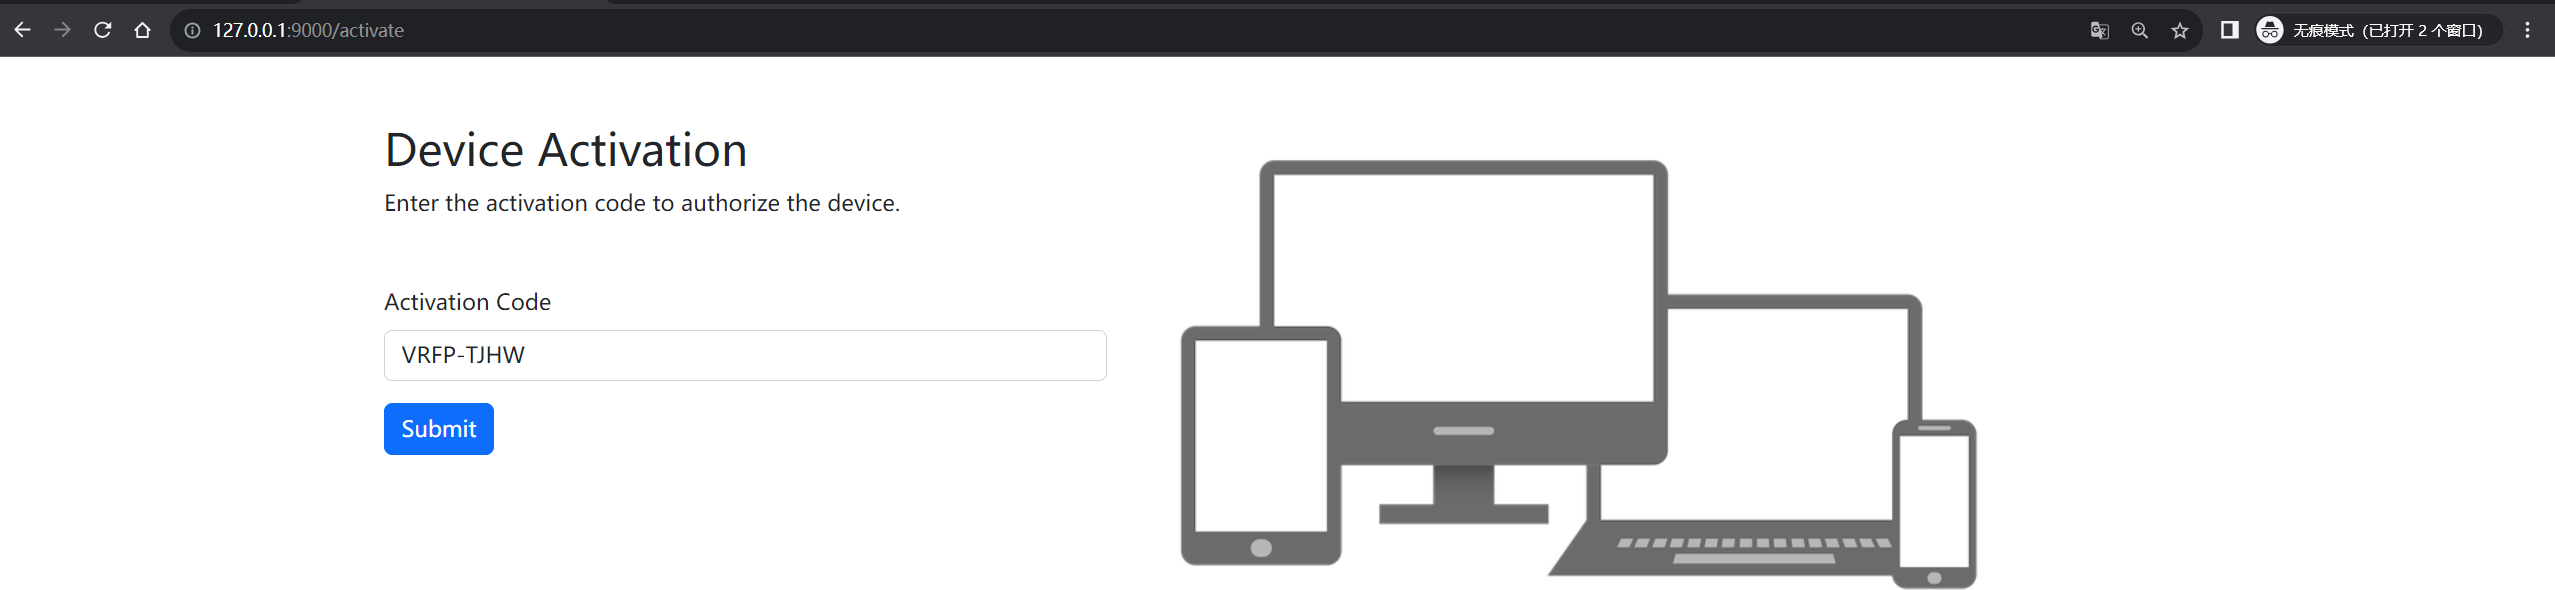 127.0.0.1:9000/activate
无痕模式（已打开 2 个窗口）
Device Activation
Enter the activation code to authorize the device.
Activation Code
VRFP-TJHW
Submit